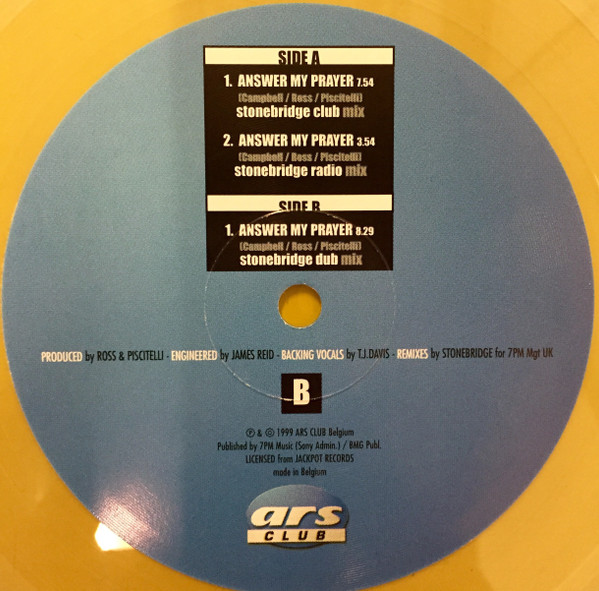 SIDE A
1. ANSWER MY PRAYER 7.54
(Campbell / Ross / Piscitelli)
stonebridge club mix
2. ANSWER MY PRAYER 3.54
(Campbell / Ross / Piscitelli)
stonebridge radio mix
SIDE B
1. ANSWER MY PRAYER 8.29
(Campbell / Ross / Piscitelli)
stonebridge dub mix
PRODUCED by ROSS & PISCITELLI - ENGINEERED by JAMES REID - BACKING VOCALS by T.J.DAVIS - REMIXES by STONEBRIDGE for 7PM Mgt UK
B
℗ & © 1999 ARS CLUB Belgium
Published by 7PM Music (Sony Admin.) / BMG Publ.
LICENSED from JACKPOT RECORDS
made in Belgium
ars
CLUB